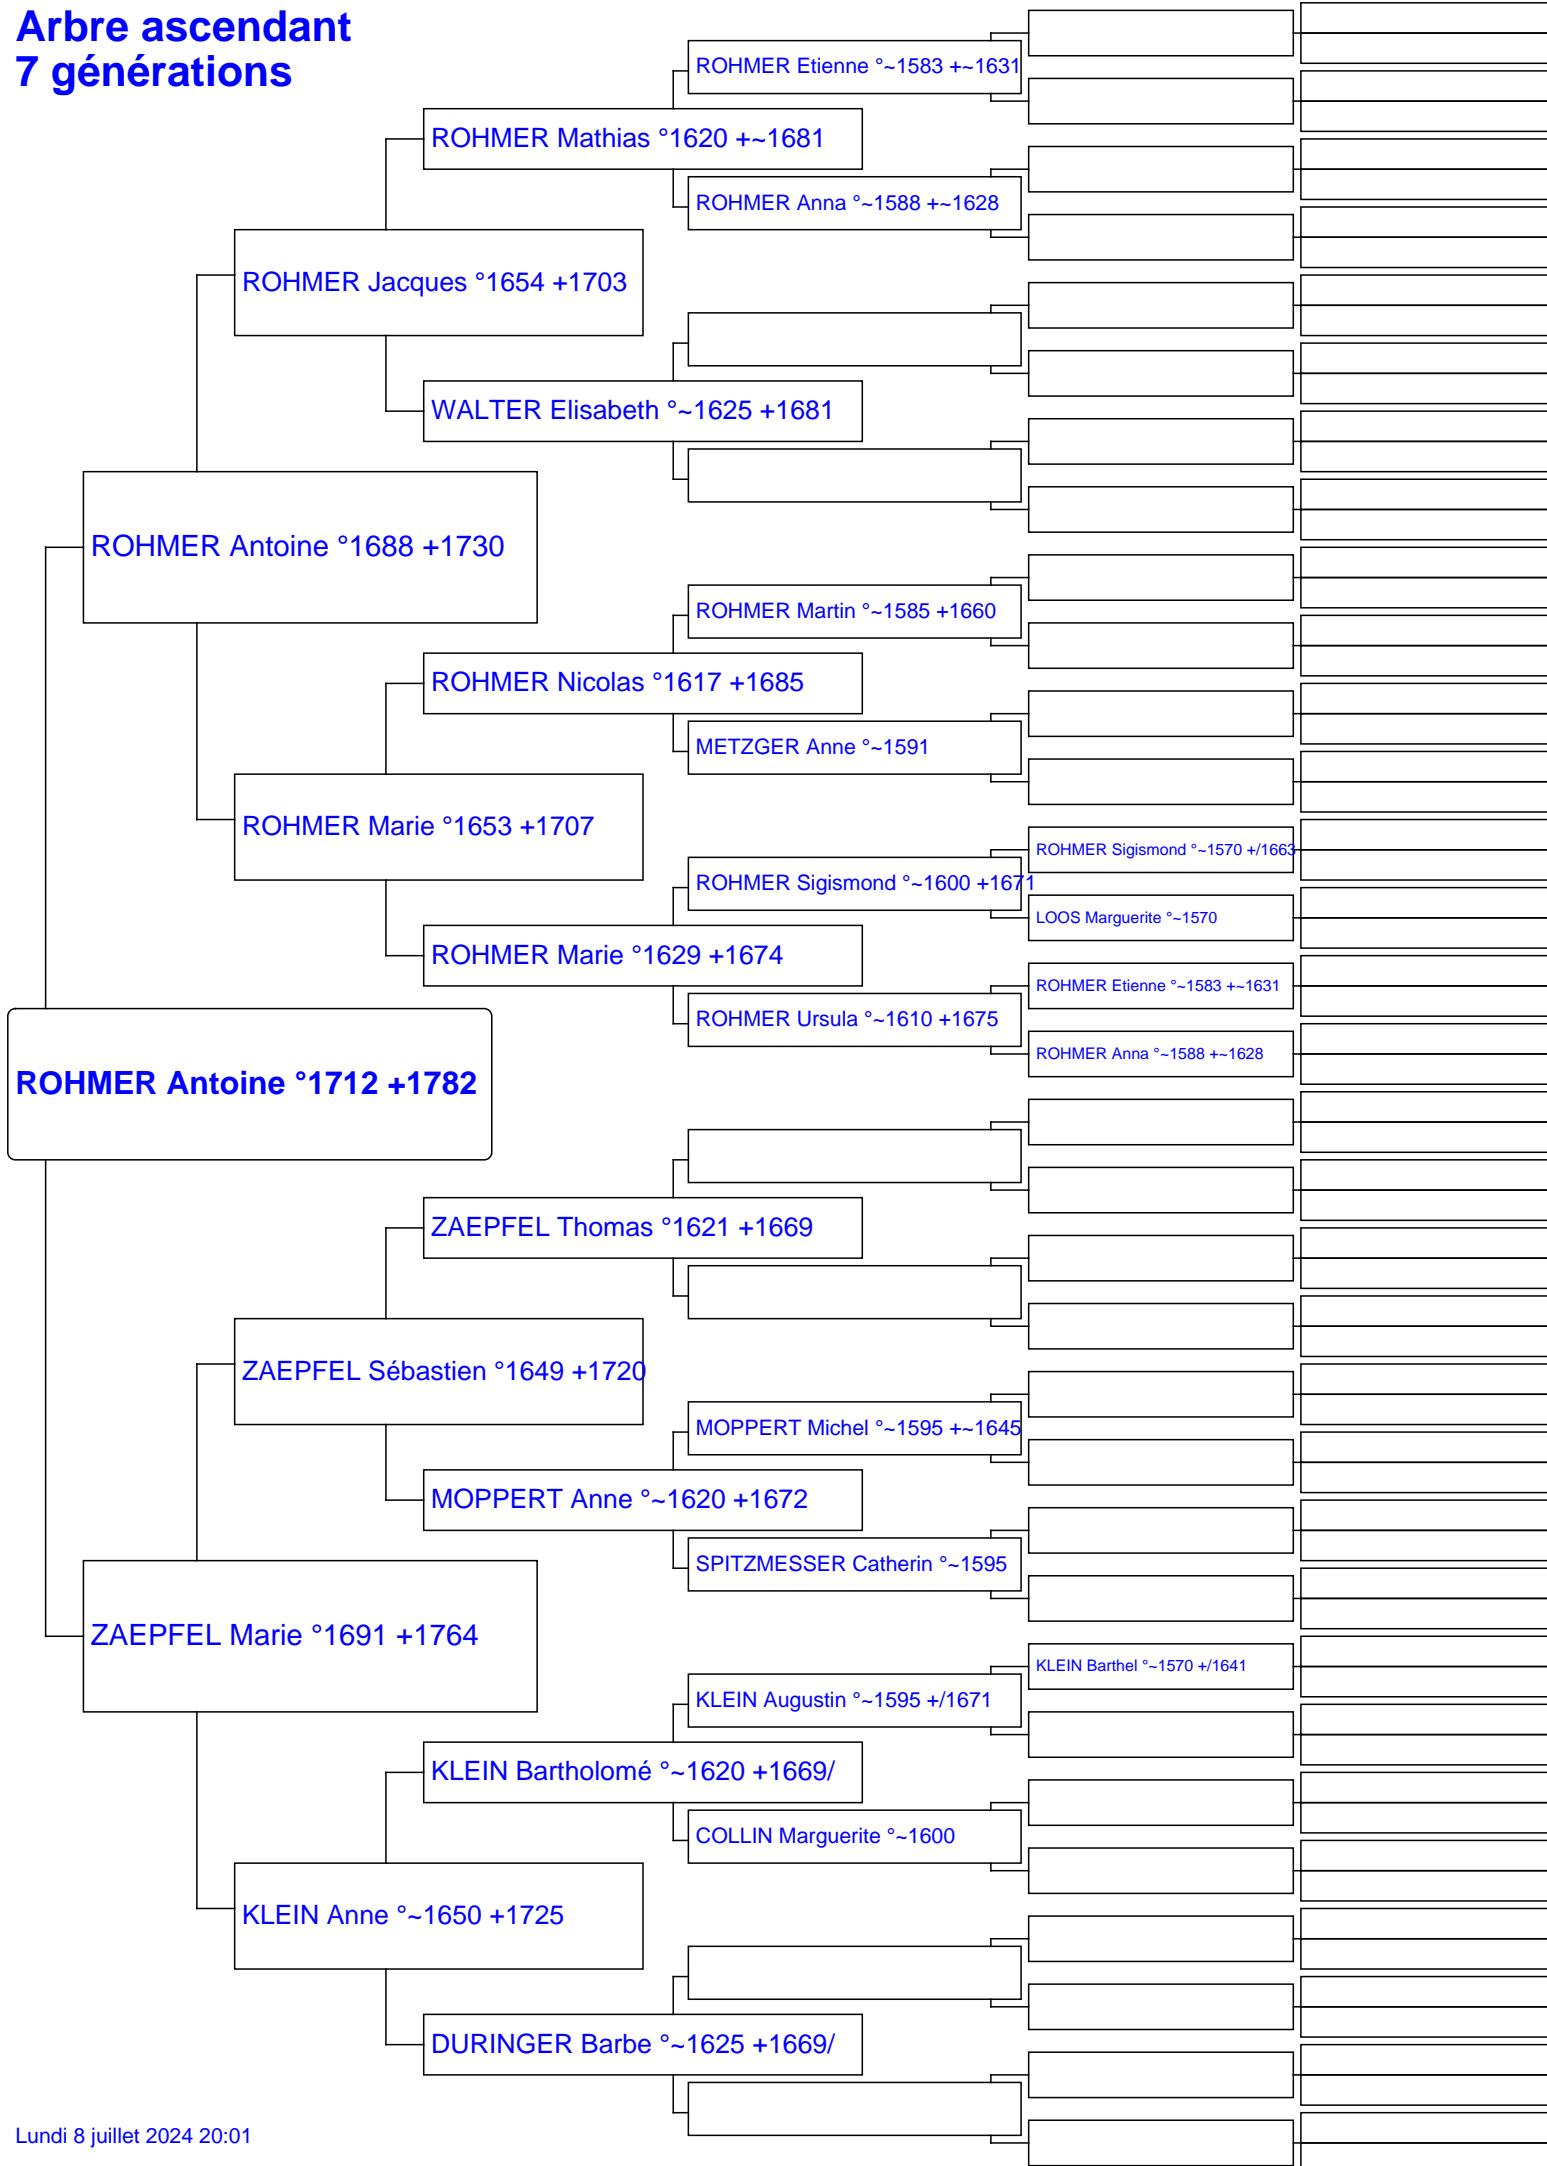 Arbre ascendant
7 générations
ROHMER Etienne °~1583 +~1631
ROHMER Mathias °1620 +~1681
ROHMER Anna °~1588 +~1628
ROHMER Jacques °1654 +1703
WALTER Elisabeth °~1625 +1681
ROHMER Antoine °1688 +1730
ROHMER Martin °~1585 +1660
ROHMER Nicolas °1617 +1685
METZGER Anne °~1591
ROHMER Marie °1653 +1707
ROHMER Sigismond °~1570 +/1663
ROHMER Sigismond °~1600 +1671
LOOS Marguerite °~1570
ROHMER Marie °1629 +1674
ROHMER Etienne °~1583 +~1631
ROHMER Ursula °~1610 +1675
ROHMER Anna °~1588 +~1628
ROHMER Antoine °1712 +1782
ZAEPFEL Thomas °1621 +1669
ZAEPFEL Sébastien °1649 +1720
MOPPERT Michel °~1595 +~1645
MOPPERT Anne °~1620 +1672
SPITZMESSER Catherin °~1595
ZAEPFEL Marie °1691 +1764
KLEIN Barthel °~1570 +/1641
KLEIN Augustin °~1595 +/1671
KLEIN Bartholomé °~1620 +1669/
COLLIN Marguerite °~1600
KLEIN Anne °~1650 +1725
DURINGER Barbe °~1625 +1669/
Lundi 8 juillet 2024 20:01